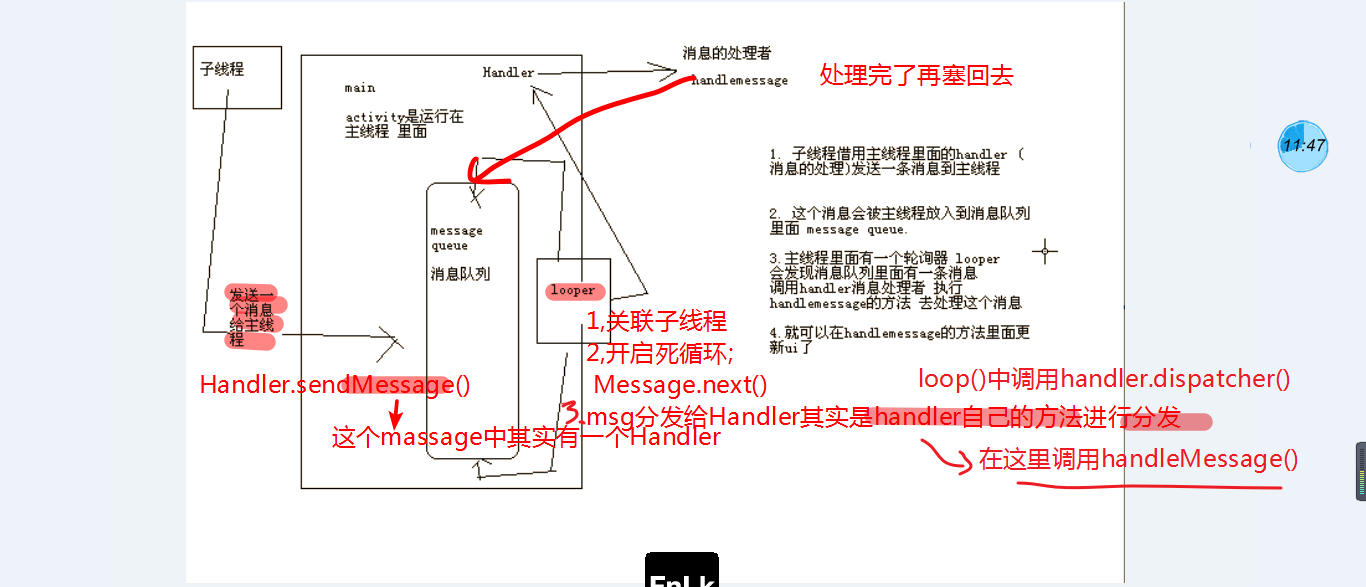 子线程
main
activity是运行在
主线程 里面
Handler
消息的处理者
handlemessage
处理完了再塞回去
11:47
message
queue
消息队列
looper
发送一
个消息
给主线
程
1. 子线程借用主线程里面的handler (
消息的处理)发送一条消息到主线程
2. 这个消息会被主线程放入到消息队列
里面 message queue.
3.主线程里面有一个轮询器 looper
会发现消息队列里面有一条消息
调用handler消息处理者 执行
handlemessage的方法 去处理这个消息
4.就可以在handlemessage的方法里面更
新ui了
1,关联子线程
2,开启死循环;
Message.next()
Handler.sendMessage()
这个massage中其实有一个Handler
loop()中调用handler.dispatcher()
3.msg分发给Handler其实是handler自己的方法进行分发
在这里调用handleMessage()